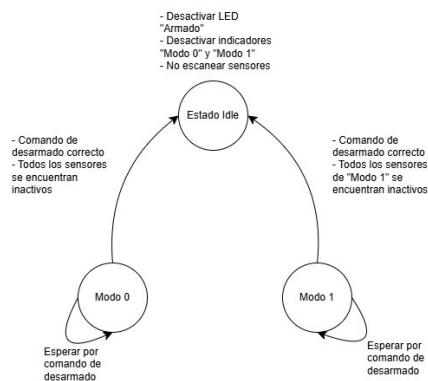 - Desactivar LED
"Armado"
- Desactivar indicadores
"Modo 0" y "Modo 1"
- No escanear sensores
Estado Idle
- Comando de
desarmado correcto
- Todos los sensores
se encuentran
inactivos
- Comando de
desarmado correcto
- Todos los sensores
de "Modo 1" se
encuentran inactivos
Modo 0
Modo 1
Esperar por
comando de
desarmado
Esperar por
comando de
desarmado